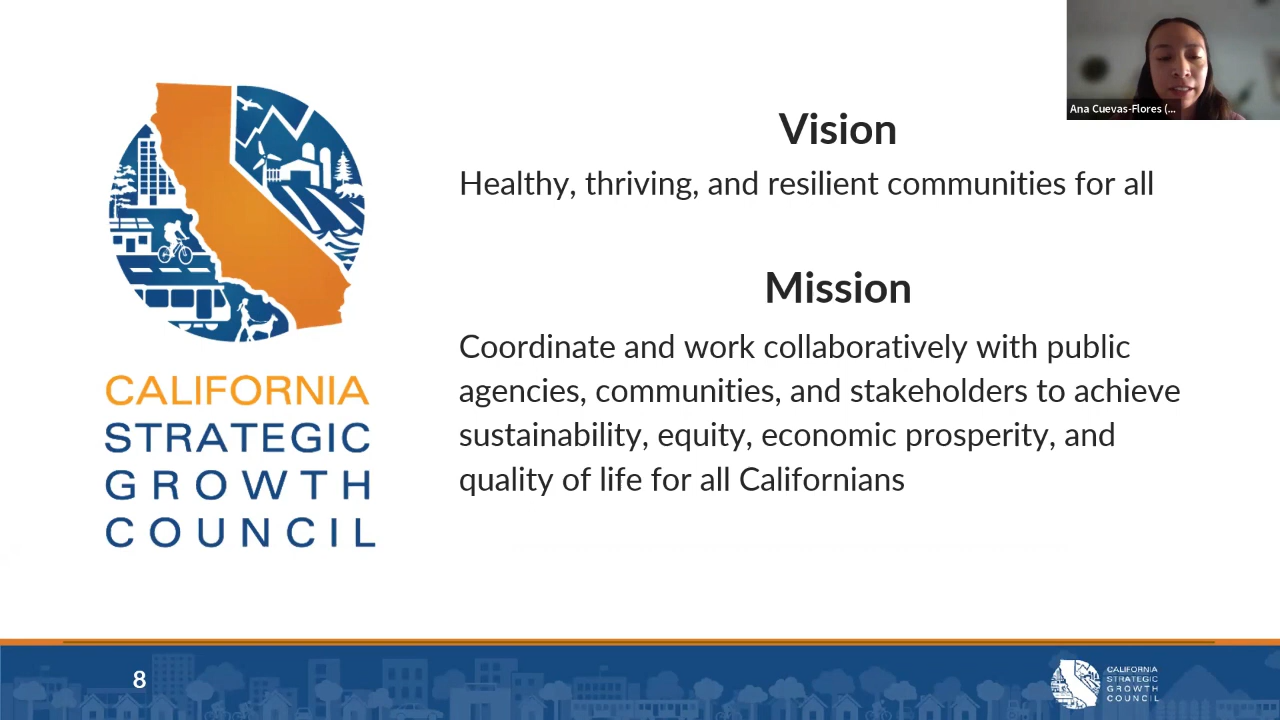 Ana Cuevas-Flores (...
Vision
Healthy, thriving, and resilient communities for all
Mission
Coordinate and work collaboratively with public
agencies, communities, and stakeholders to achieve
sustainability, equity, economic prosperity, and
quality of life for all Californians
CALIFORNIA
STRATEGIC
GROWTH
COUNCIL
8
CALIFORNIA
STRATEGIC
GROWTH
COUNCIL